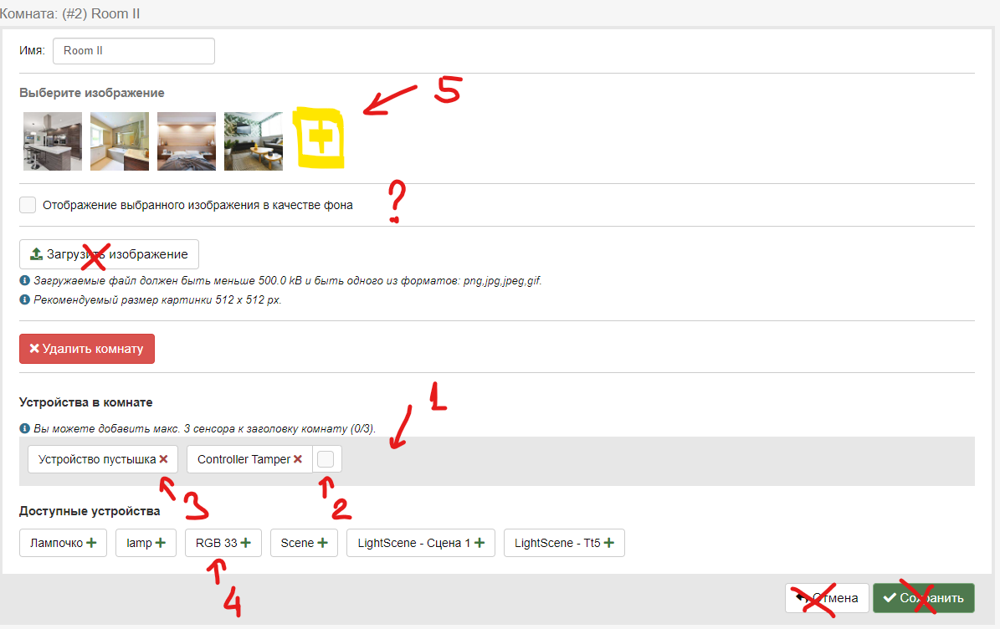 Комната: (#2) Room II
Имя: Room II
Выберите изображение
5
Отображение выбранного изображения в качестве фона
?
Загрузить изображение
Загружаемые файл должен быть меньше 500.0 kB и быть одного из форматов: png,jpg,jpeg,gif.
Рекомендуемый размер картинки 512 x 512 px.
Удалить комнату
1
Устройства в комнате
Вы можете добавить макс. 3 сенсора к заголовку комнату (0/3).
Устройство пустышка Controller Tamper
3 2
Доступные устройства
Лампочко lamp RGB 33 Scene LightScene - Сцена 1 LightScene - Tt5
4
Отмена Сохранить